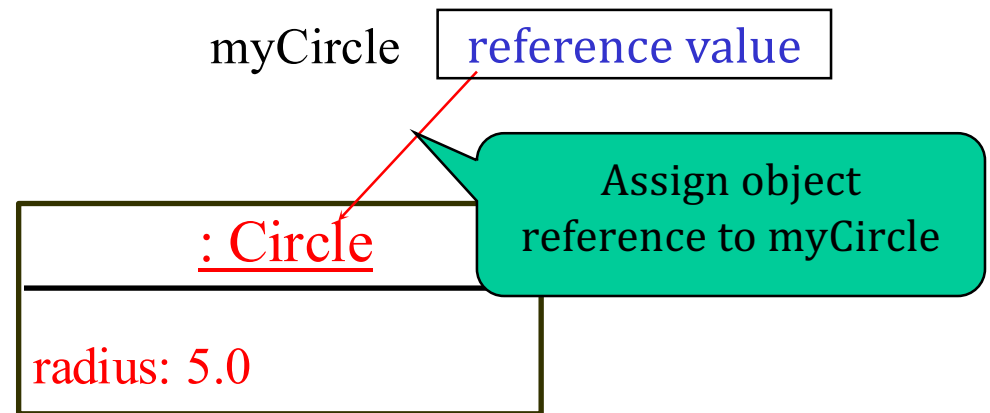 myCircle reference value
Assign object
reference to myCircle
: Circle
radius: 5.0